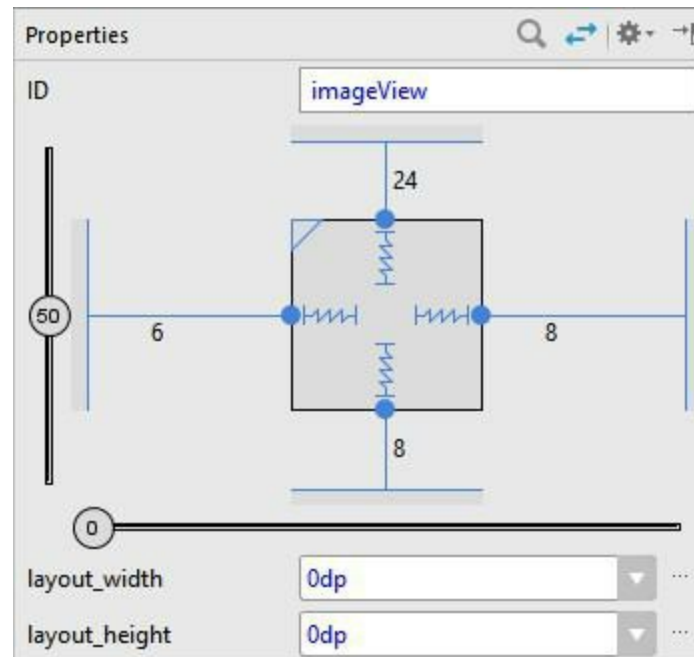 Properties
ID imageView
24
50
6 8
8
0
layout_width 0dp ...
layout_height 0dp ...